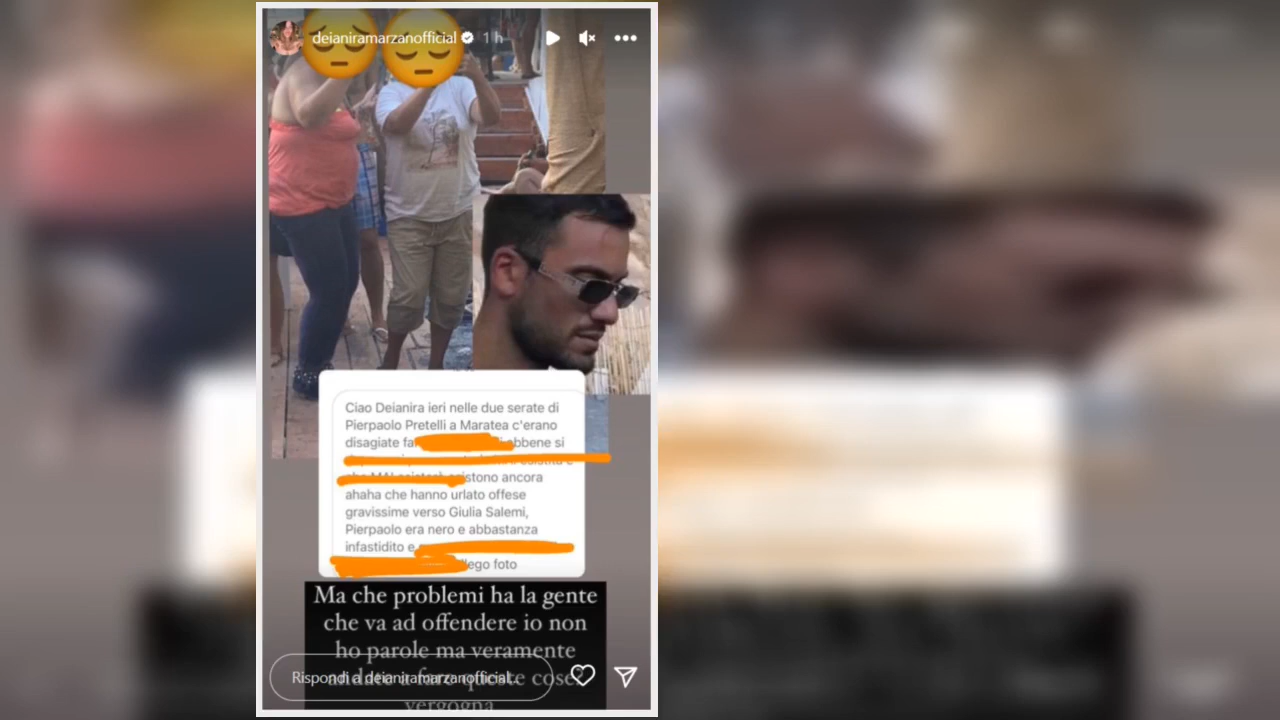 deianiramarzanofficial 1 h
Ciao Deianira ieri nelle due serate di
Pierpaolo Pretelli a Maratea c'erano
disagiate si
ancora
ahaha che hanno urlato offese
gravissime verso Giulia Salemi,
Pierpaolo era nero e abbastanza
infastidito e
foto
Ma che problemi ha la gente
che va ad offendere io non
ho parole ma veramente
cose?
vergogna
Rispondi a deianiramarzanofficial...